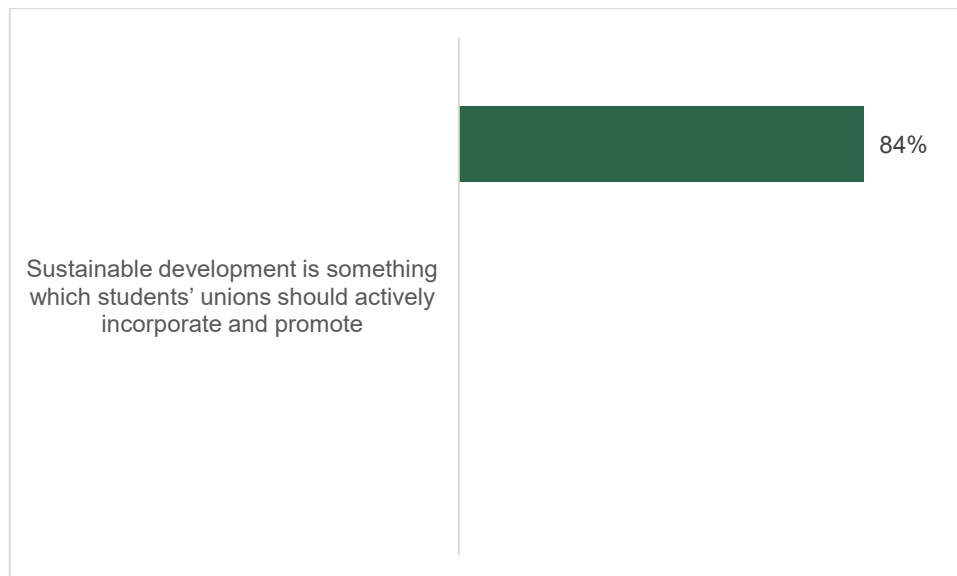 84%
Sustainable development is something
which students’ unions should actively
incorporate and promote